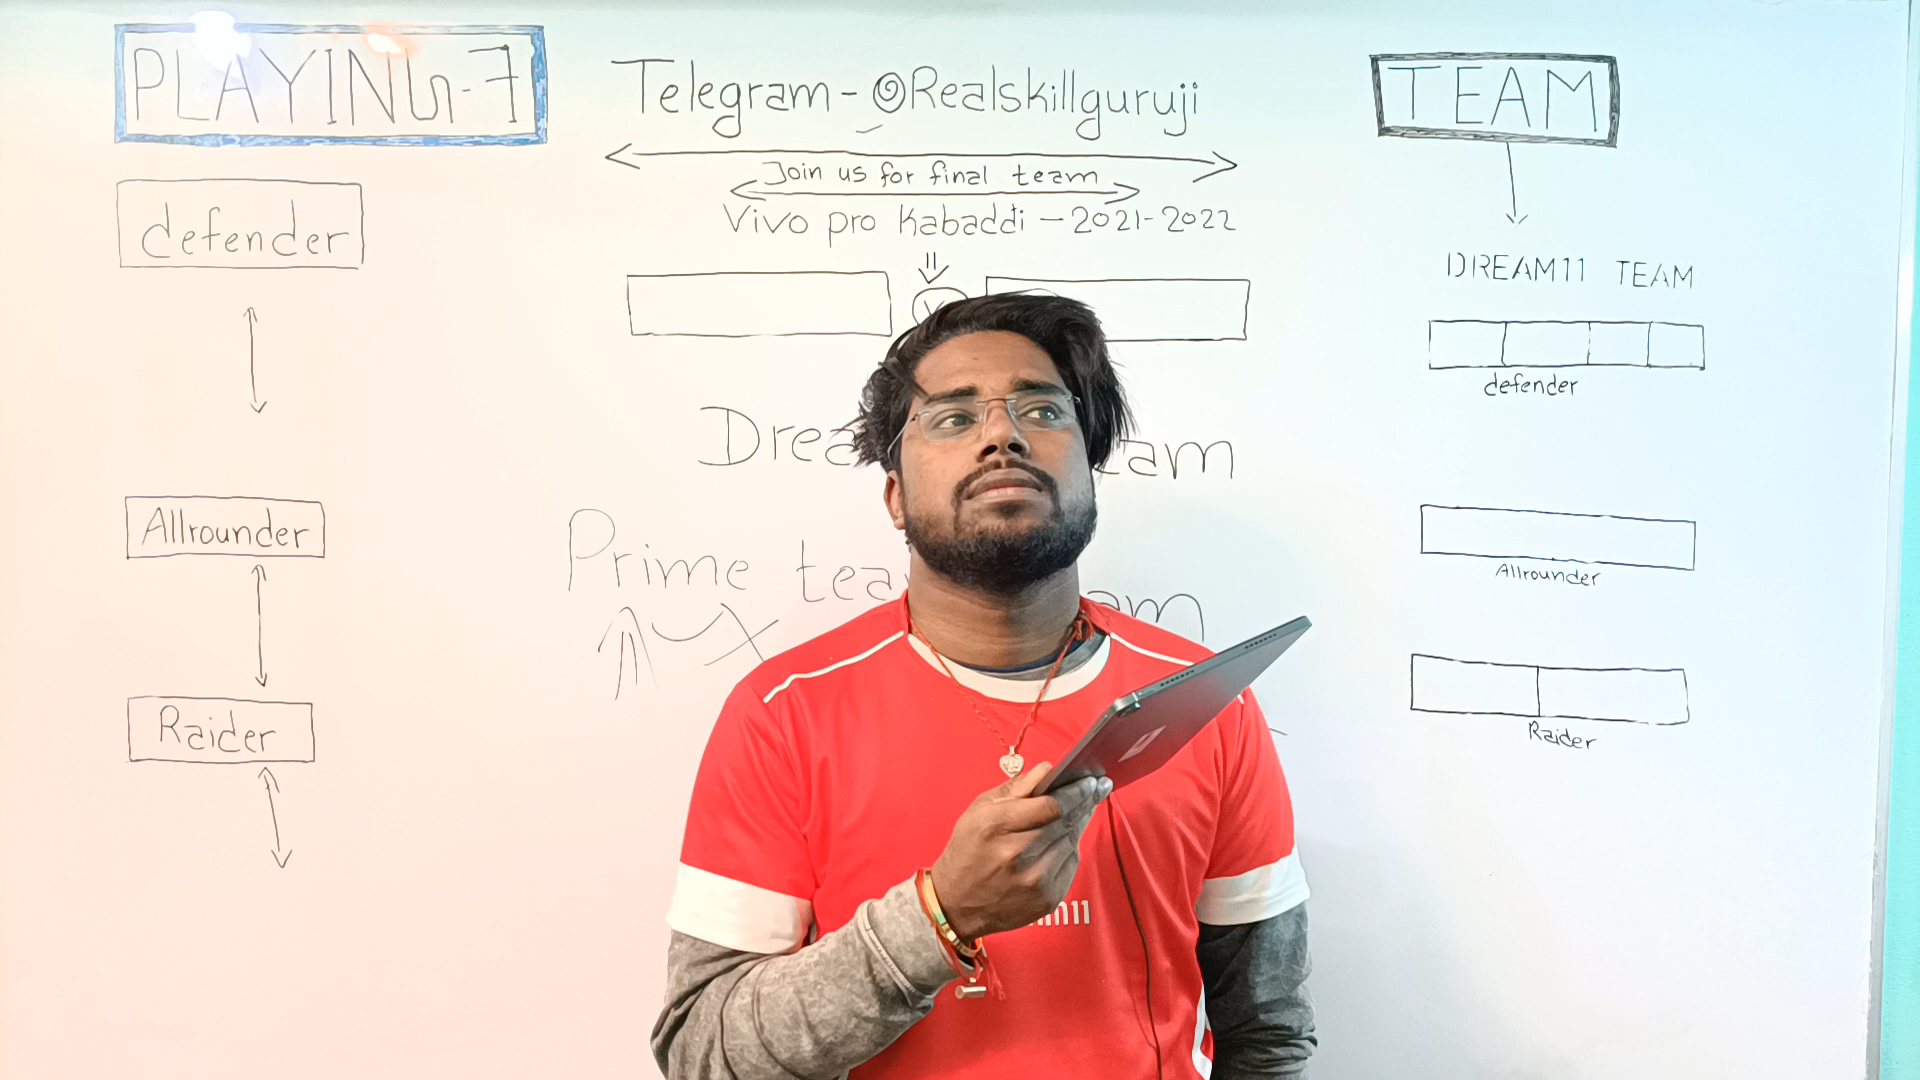 PLAYING-7
defender
Allrounder
Raider
Telegram - @Realskillguruji
Join us for final team
Vivo pro Kabaddi - 2021-2022
Prime
TEAM
DREAM11 TEAM
defender
Allrounder
Raider